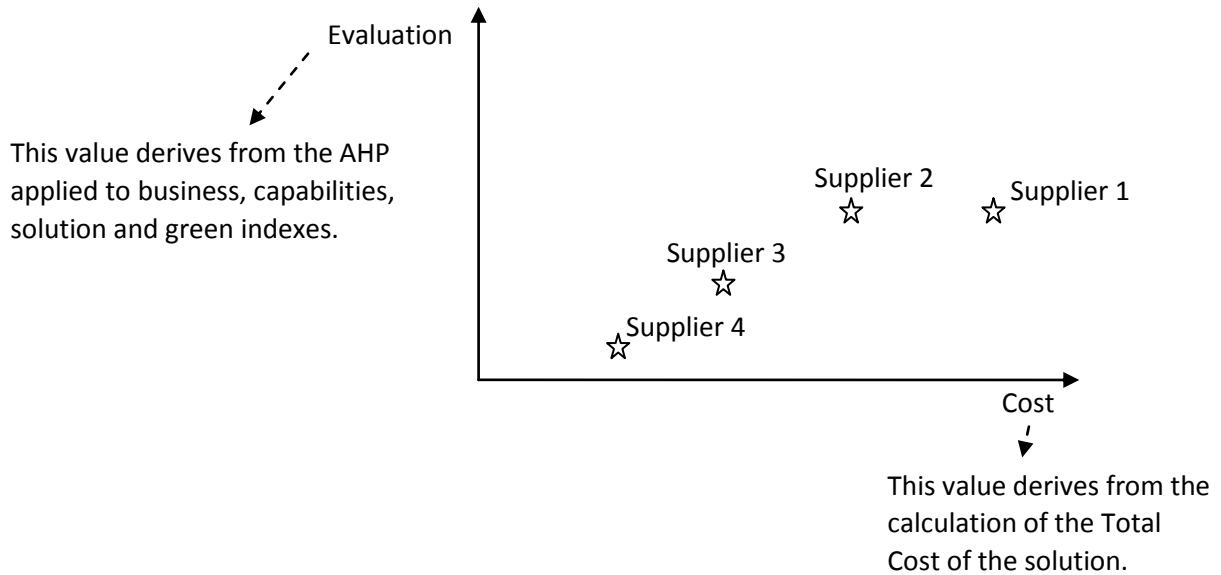 Evaluation
This value derives from the AHP
applied to business, capabilities,
solution and green indexes.
Supplier 2
Supplier 1
Supplier 3
Supplier 4
Cost
This value derives from the
calculation of the Total
Cost of the solution.